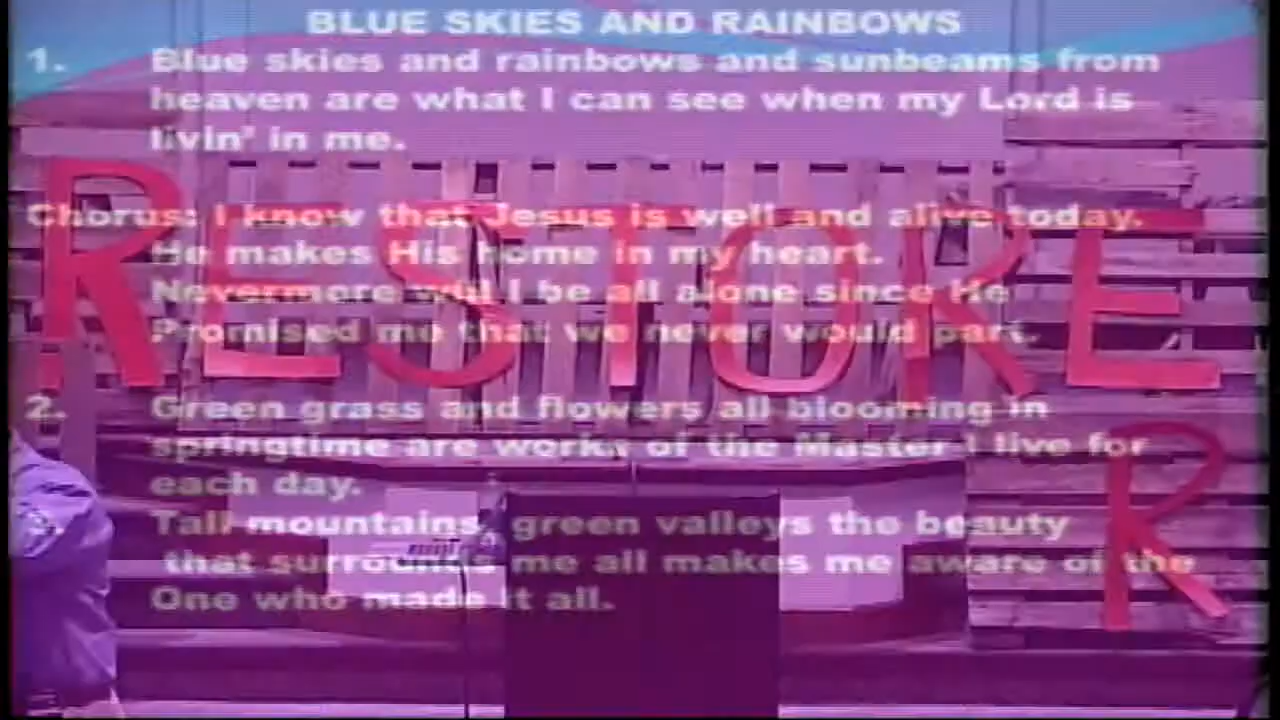 BLUE SKIES AND RAINBOWS
1. Blue skies and rainbows and sunbeams from
heaven are what I can see when my Lord is
livin' in me.
RESTORE
Chorus: I know that Jesus is well and alive today.
He makes His home in my heart.
Nevermore will I be all alone since He
Promised me that we never would part.
2. Green grass and flowers all blooming in
springtime are works of the Master I live for
each day.
R
Tall mountains, green valleys the beauty
that surrounds me all makes me aware of the
One who made it all.